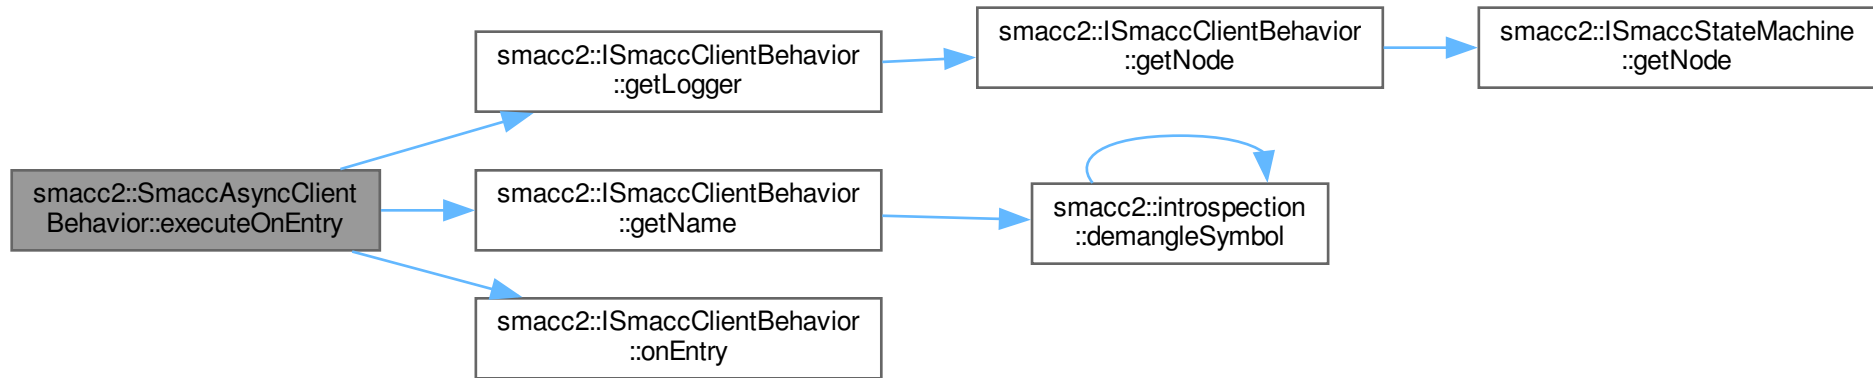 smacc2::SmaccAsyncClient
Behavior::executeOnEntry
smacc2::ISmaccClientBehavior
::getLogger
smacc2::ISmaccClientBehavior
::getNode
smacc2::ISmaccStateMachine
::getNode
smacc2::ISmaccClientBehavior
::getName
smacc2::introspection
::demangleSymbol
smacc2::ISmaccClientBehavior
::onEntry